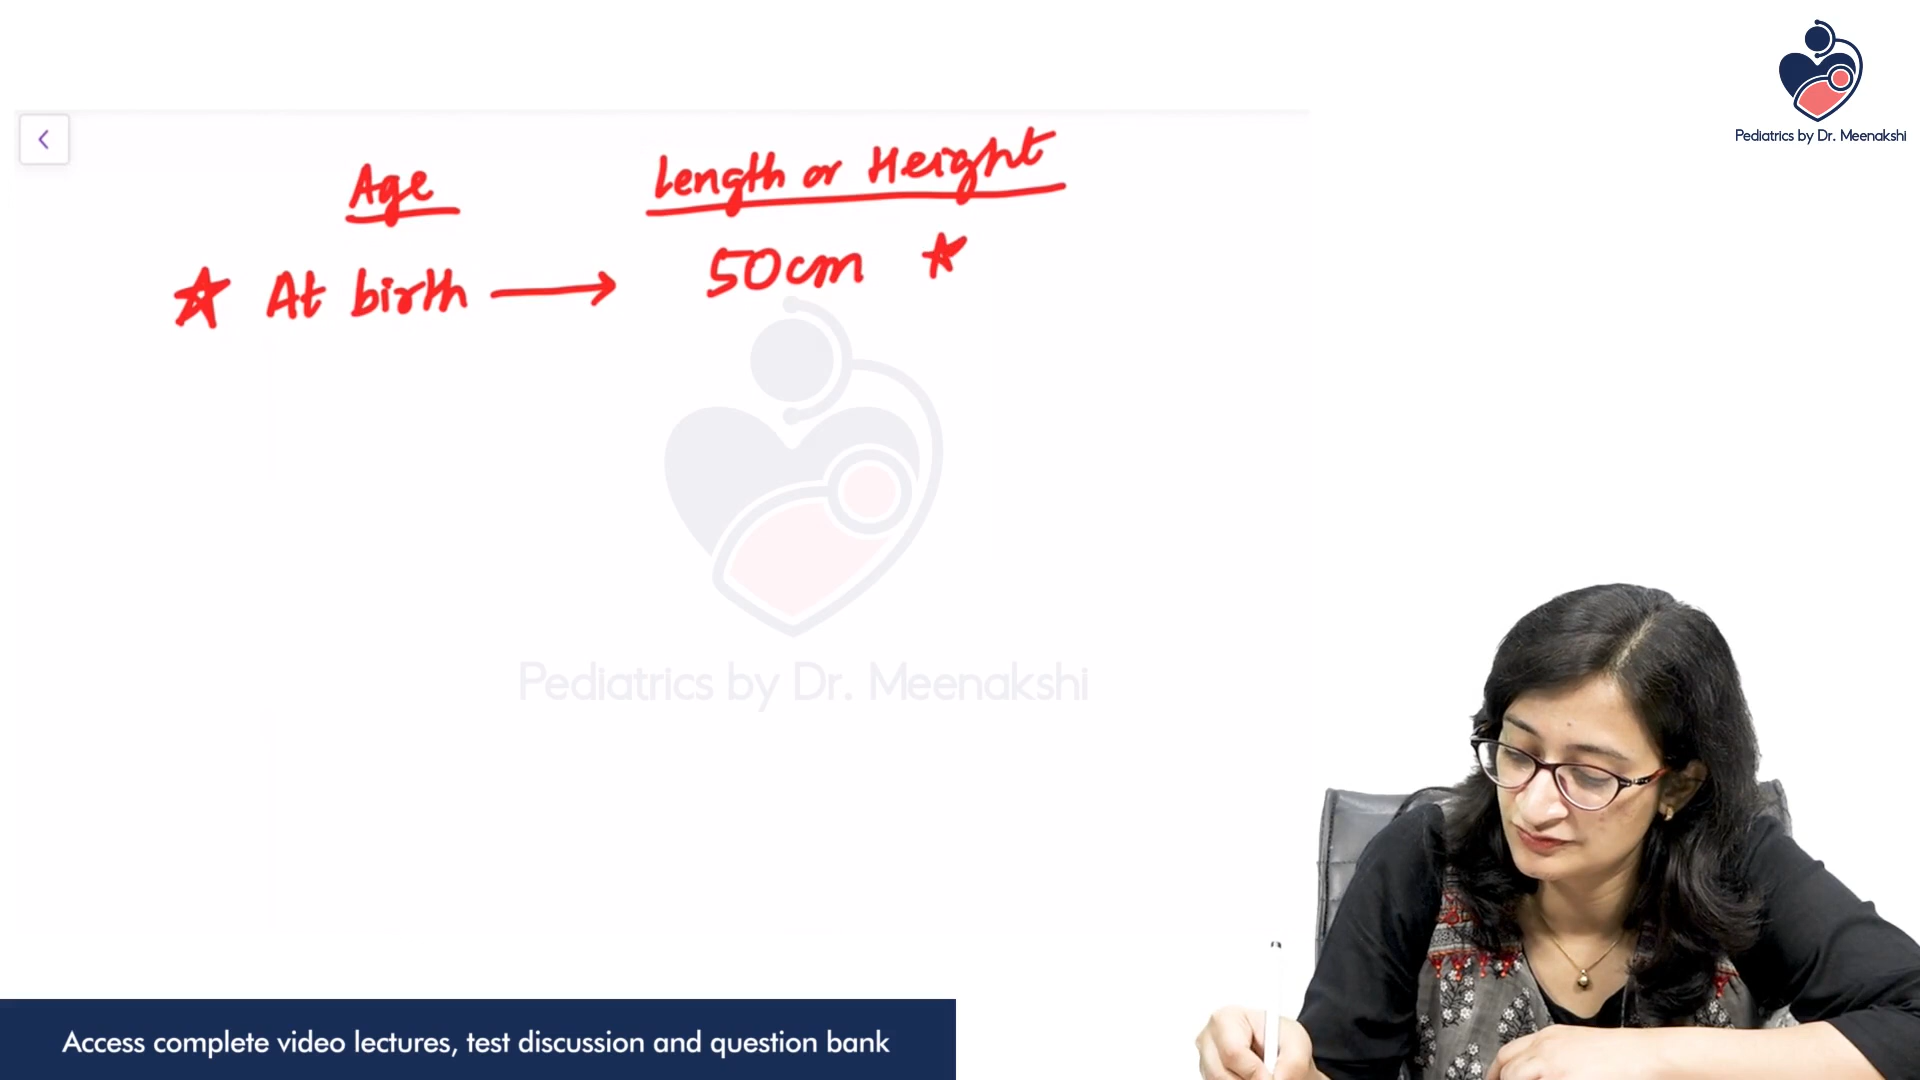 Pediatrics by Dr. Meenakshi
Age Length or Height
At birth → 50cm
Pediatrics by Dr. Meenakshi
Access complete video lectures, test discussion and question bank